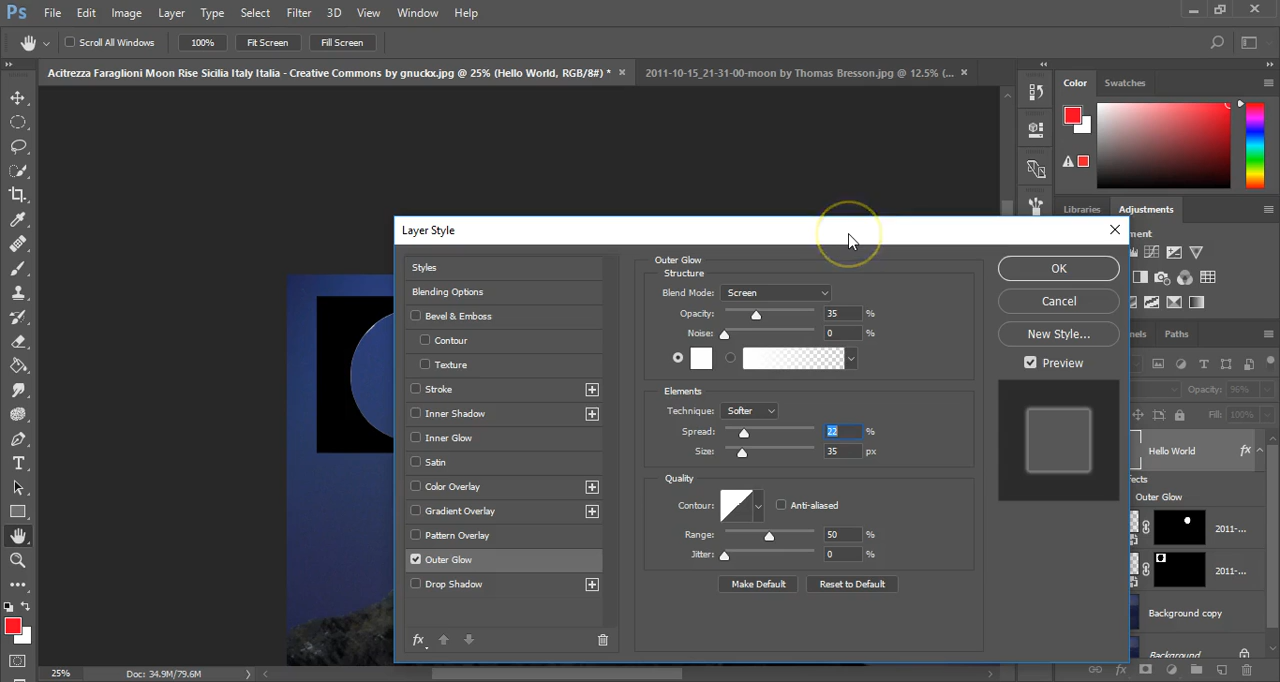 Ps File Edit Image Layer Type Select Filter 3D View Window Help
Scroll All Windows 100% Fit Screen Fill Screen
Acitrezza Faraglioni Moon Rise Sicilia Italy Italia - Creative Commons by gnuckx.jpg @ 25% (Hello World, RGB/8#) * × 2011-10-15_21-31-00-moon by Thomas Bresson.jpg @ 12.5% (... ×
Color Swatches
Libraries Adjustments
Layer Style
Styles
Blending Options
Bevel & Emboss
Contour
Texture
Stroke
Inner Shadow
Inner Glow
Satin
Color Overlay
Gradient Overlay
Pattern Overlay
Outer Glow
Drop Shadow
fx
Outer Glow
Structure
Blend Mode: Screen
Opacity: 35 %
Noise: 0 %
Elements
Technique: Softer
Spread: 22 %
Size: 35 px
Quality
Contour: Anti-aliased
Range: 50 %
Jitter: 0 %
Make Default Reset to Default
OK
Cancel
New Style...
Preview
Paths
Opacity: 96%
Fill: 100%
Hello World fx
Outer Glow
2011-...
2011-...
Background copy
Background
25% Doc: 34.9M/79.6M